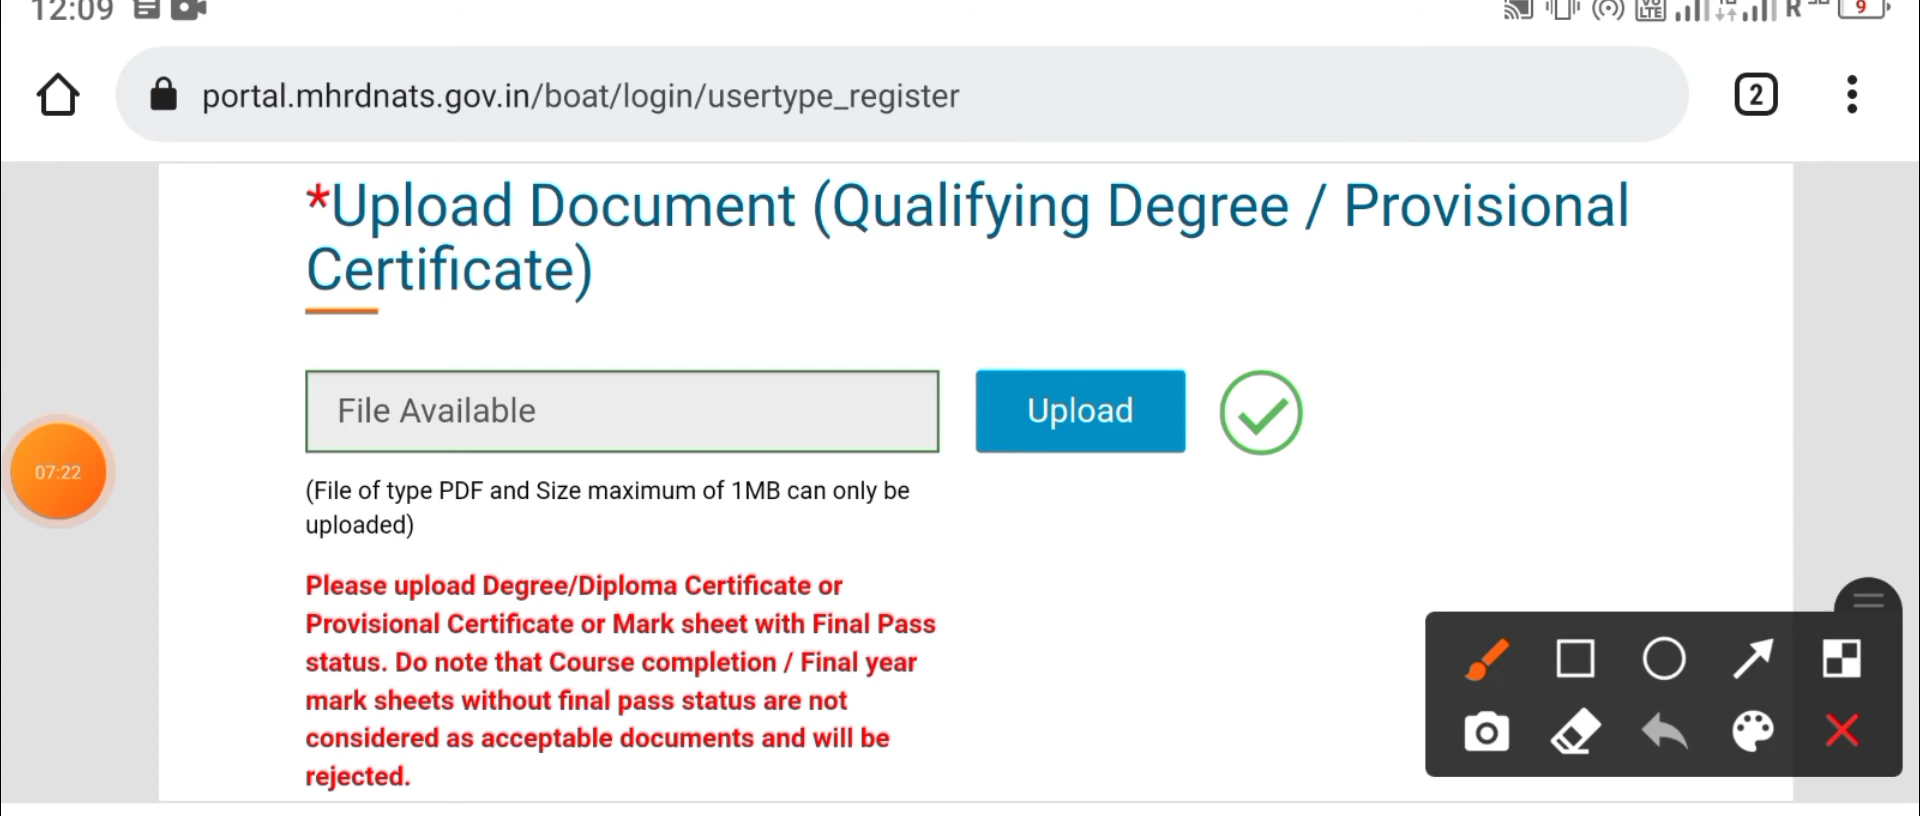 12:09
VO
LTE
R
9
portal.mhrdnats.gov.in/boat/login/usertype_register
2
*Upload Document (Qualifying Degree / Provisional
Certificate)
File Available
Upload
07:22
(File of type PDF and Size maximum of 1MB can only be
uploaded)
Please upload Degree/Diploma Certificate or
Provisional Certificate or Mark sheet with Final Pass
status. Do note that Course completion / Final year
mark sheets without final pass status are not
considered as acceptable documents and will be
rejected.